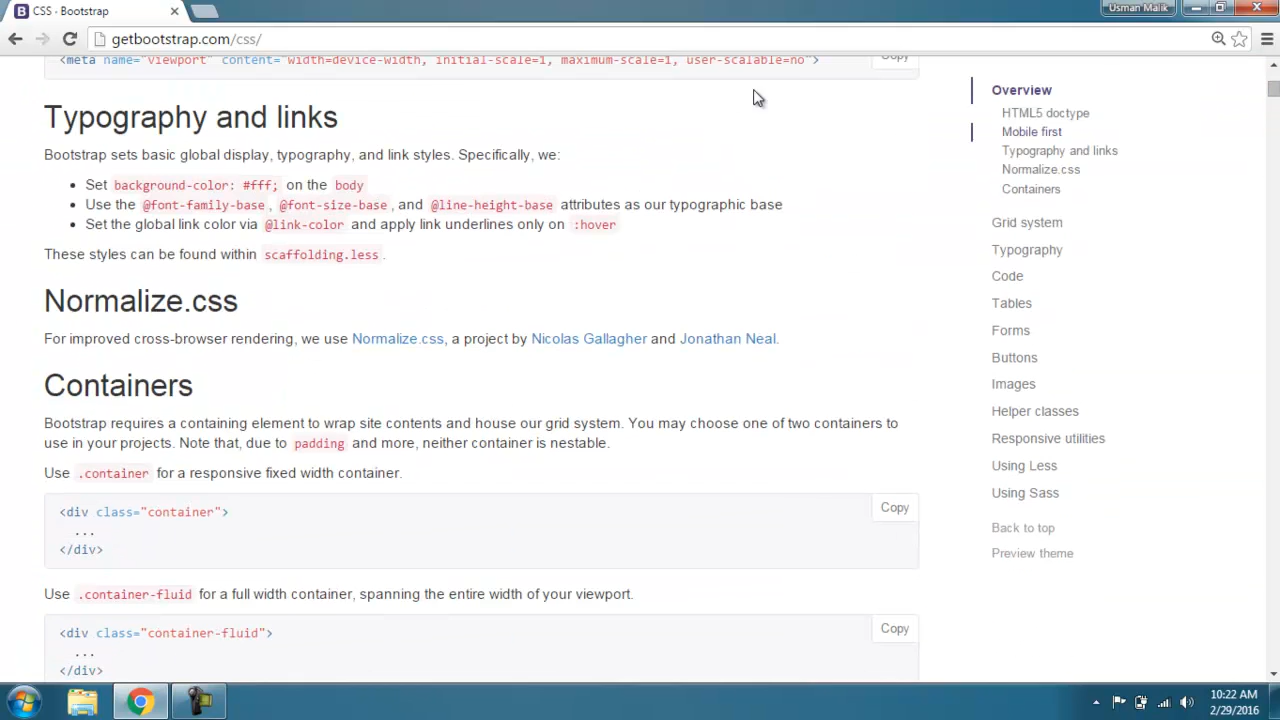 CSS · Bootstrap
Usman Malik
getbootstrap.com/css/
<meta name="viewport" content="width=device-width, initial-scale=1, maximum-scale=1, user-scalable=no">
Copy
Typography and links
Bootstrap sets basic global display, typography, and link styles. Specifically, we:
Set background-color: #fff; on the body
Use the @font-family-base, @font-size-base, and @line-height-base attributes as our typographic base
Set the global link color via @link-color and apply link underlines only on :hover
These styles can be found within scaffolding.less.
Normalize.css
For improved cross-browser rendering, we use Normalize.css, a project by Nicolas Gallagher and Jonathan Neal.
Containers
Bootstrap requires a containing element to wrap site contents and house our grid system. You may choose one of two containers to
use in your projects. Note that, due to padding and more, neither container is nestable.
Use .container for a responsive fixed width container.
<div class="container">
...
</div>
Copy
Use .container-fluid for a full width container, spanning the entire width of your viewport.
<div class="container-fluid">
...
</div>
Copy
Overview
HTML5 doctype
Mobile first
Typography and links
Normalize.css
Containers
Grid system
Typography
Code
Tables
Forms
Buttons
Images
Helper classes
Responsive utilities
Using Less
Using Sass
Back to top
Preview theme
10:22 AM
2/29/2016